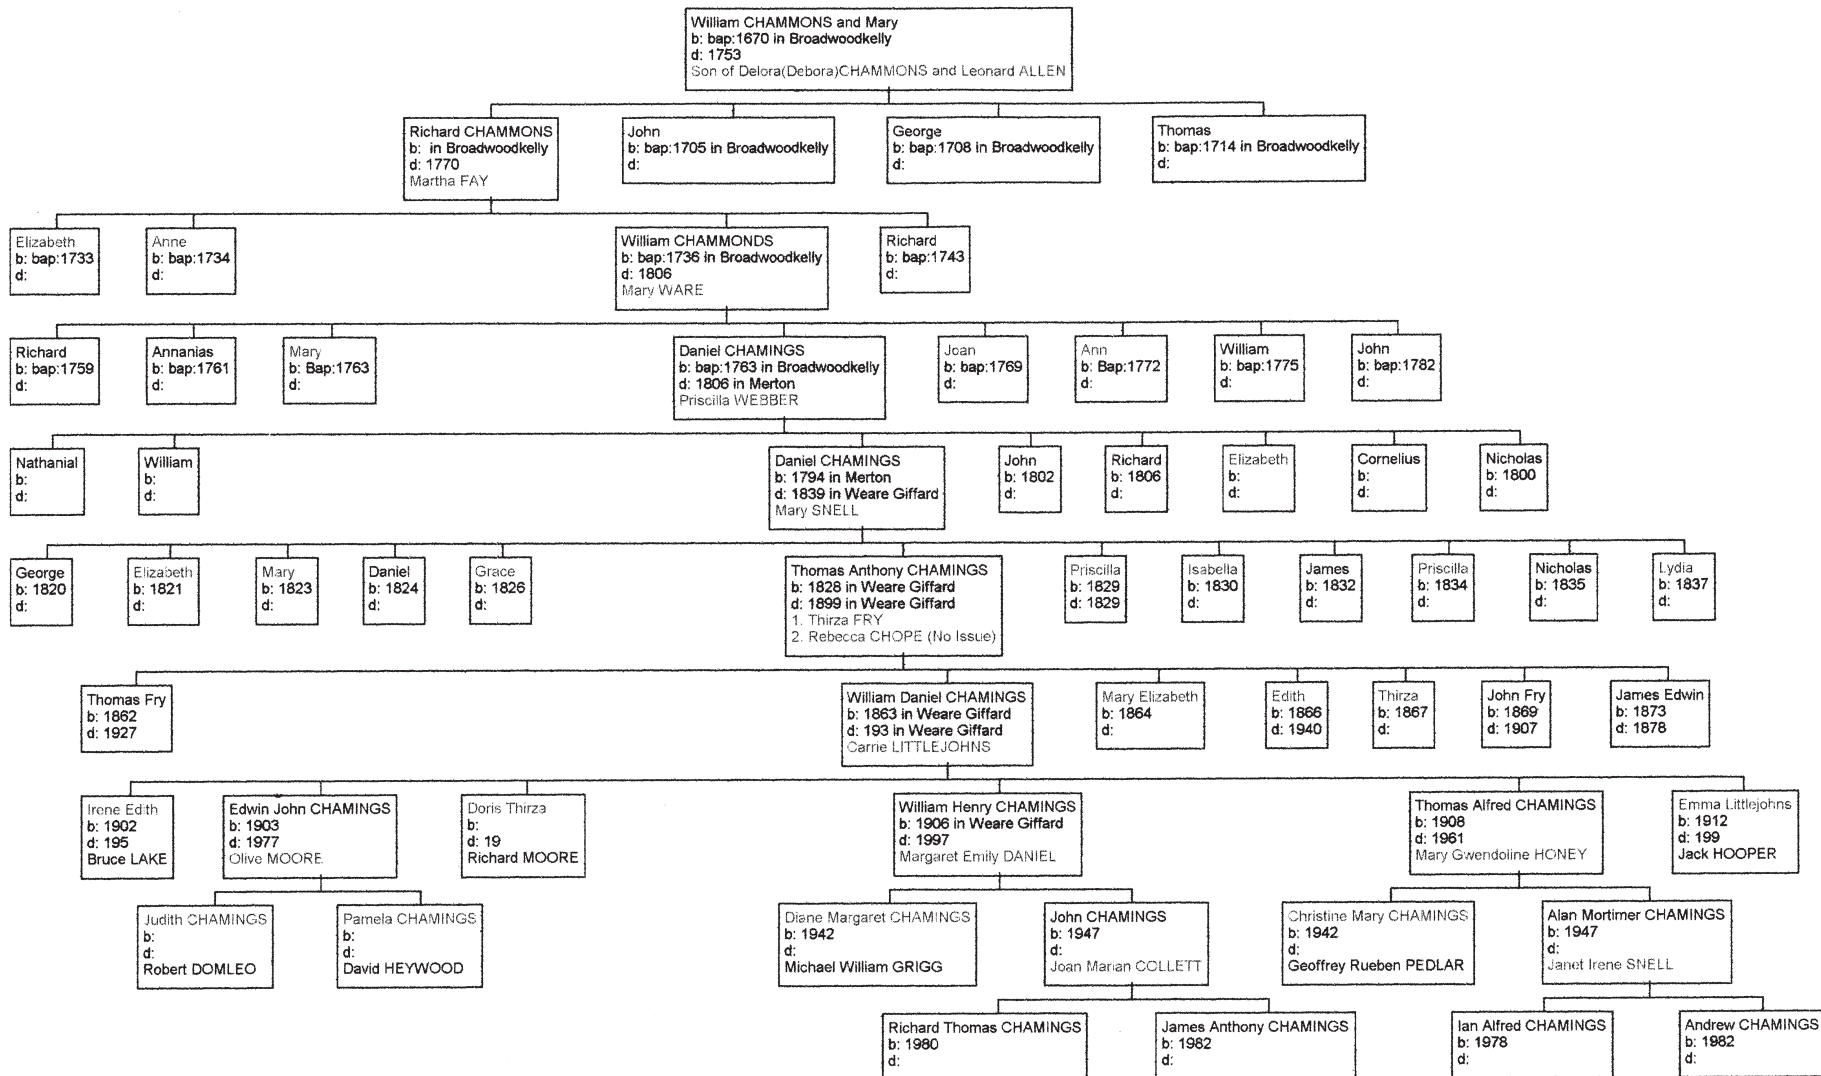 William CHAMMONS and Mary
b: bap:1670 in Broadwoodkelly
d: 1753
Son of Delora(Debora)CHAMMONS and Leonard ALLEN
Richard CHAMMONS
b: in Broadwoodkelly
d: 1770
Martha FAY
John
b: bap:1705 in Broadwoodkelly
d:
George
b: bap:1708 in Broadwoodkelly
d:
Thomas
b: bap:1714 in Broadwoodkelly
d:
Elizabeth
b: bap:1733
d:
Anne
b: bap:1734
d:
William CHAMMONDS
b: bap:1736 in Broadwoodkelly
d: 1806
Mary WARE
Richard
b: bap:1743
d:
Richard
b: bap:1759
d:
Annanias
b: bap:1761
d:
Mary
b: Bap:1763
d:
Daniel CHAMINGS
b: bap:1763 in Broadwoodkelly
d: 1806 in Merton
Priscilla WEBBER
Joan
b: bap:1769
d:
Ann
b: Bap:1772
d:
William
b: bap:1775
d:
John
b: bap:1782
d:
Nathanial
b:
d:
William
b:
d:
Daniel CHAMINGS
b: 1794 in Merton
d: 1839 in Weare Giffard
Mary SNELL
John
b: 1802
d:
Richard
b: 1806
d:
Elizabeth
b:
d:
Cornelius
b:
d:
Nicholas
b: 1800
d:
George
b: 1820
d:
Elizabeth
b: 1821
d:
Mary
b: 1823
d:
Daniel
b: 1824
d:
Grace
b: 1826
d:
Thomas Anthony CHAMINGS
b: 1828 in Weare Giffard
d: 1899 in Weare Giffard
1. Thirza FRY
2. Rebecca CHOPE (No Issue)
Priscilla
b: 1829
d: 1829
Isabella
b: 1830
d:
James
b: 1832
d:
Priscilla
b: 1834
d:
Nicholas
b: 1835
d:
Lydia
b: 1837
d:
Thomas Fry
b: 1862
d: 1927
William Daniel CHAMINGS
b: 1863 in Weare Giffard
d: 193 in Weare Giffard
Carrie LITTLEJOHNS
Mary Elizabeth
b: 1864
d:
Edith
b: 1866
d: 1940
Thirza
b: 1867
d:
John Fry
b: 1869
d: 1907
James Edwin
b: 1873
d: 1878
Irene Edith
b: 1902
d: 195
Bruce LAKE
Edwin John CHAMINGS
b: 1903
d: 1977
Olive MOORE
Doris Thirza
b:
d: 19
Richard MOORE
William Henry CHAMINGS
b: 1906 in Weare Giffard
d: 1997
Margaret Emily DANIEL
Thomas Alfred CHAMINGS
b: 1908
d: 1961
Mary Gwendoline HONEY
Emma Littlejohns
b: 1912
d: 199
Jack HOOPER
Judith CHAMINGS
b:
d:
Robert DOMLEO
Pamela CHAMINGS
b:
d:
David HEYWOOD
Diane Margaret CHAMINGS
b: 1942
d:
Michael William GRIGG
John CHAMINGS
b: 1947
d:
Joan Marian COLLETT
Christine Mary CHAMINGS
b: 1942
d:
Geoffrey Rueben PEDLAR
Alan Mortimer CHAMINGS
b: 1947
d:
Janet Irene SNELL
Richard Thomas CHAMINGS
b: 1980
d:
James Anthony CHAMINGS
b: 1982
d:
Ian Alfred CHAMINGS
b: 1978
d:
Andrew CHAMINGS
b: 1982
d: